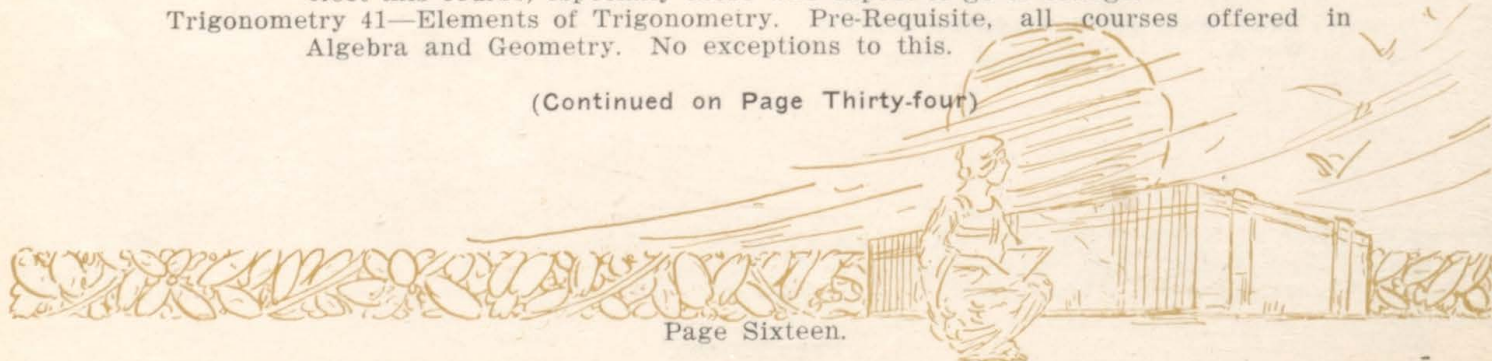 Trigonometry 41—Elements of Trigonometry. Pre-Requisite, all courses offered in
Algebra and Geometry. No exceptions to this.
(Continued on Page Thirty-four)
Page Sixteen.